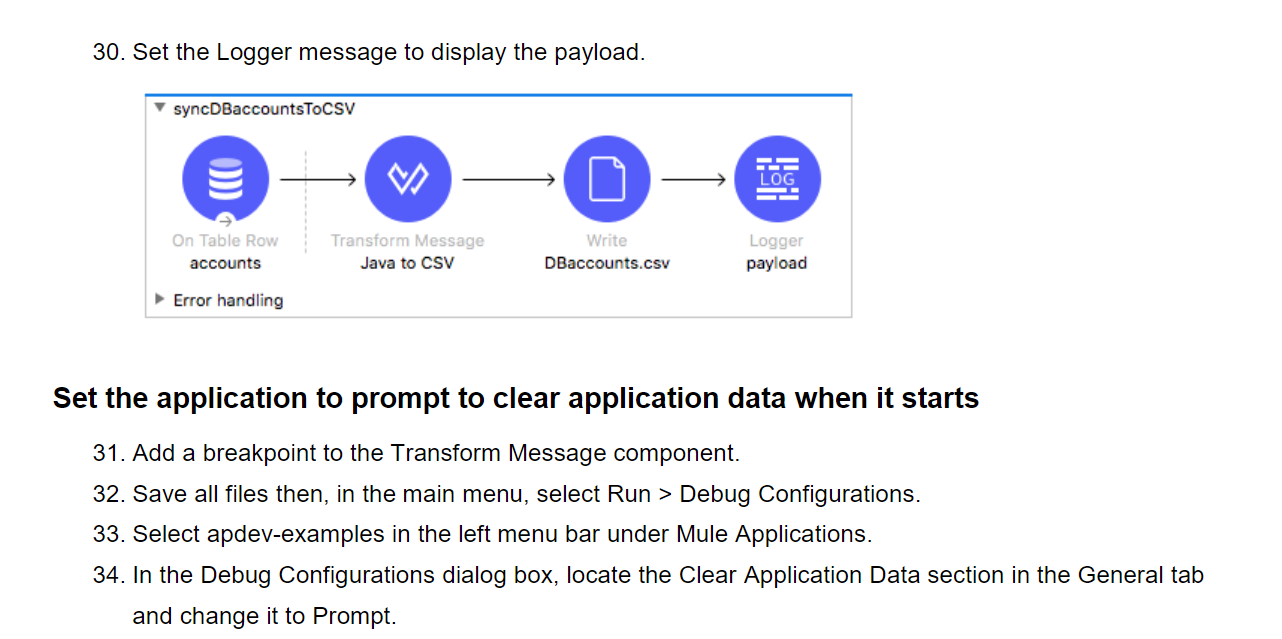 30. Set the Logger message to display the payload.
syncDBaccountsToCSV
LOG
On Table Row Transform Message Write Logger
accounts Java to CSV DBaccounts.csv payload
Error handling
Set the application to prompt to clear application data when it starts
31. Add a breakpoint to the Transform Message component.
32. Save all files then, in the main menu, select Run > Debug Configurations.
33. Select apdev-examples in the left menu bar under Mule Applications.
34. In the Debug Configurations dialog box, locate the Clear Application Data section in the General tab
and change it to Prompt.